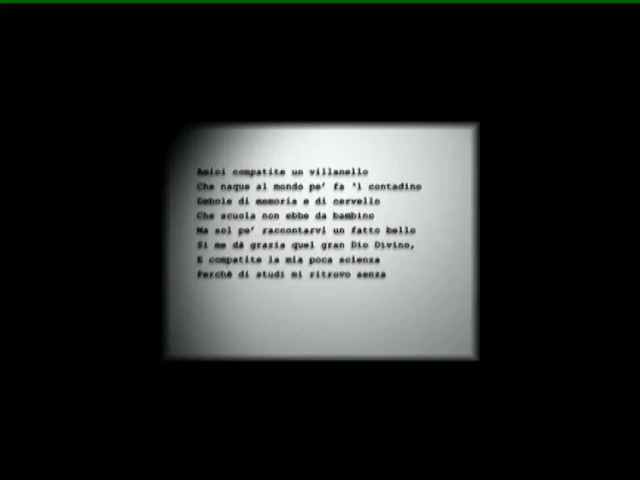 Amici compatite un villanello
Che naque al mondo pe' fa 'l contadino
Debole di memoria e di cervello
Che scuola non ebbe da bambino
Ma sol pe' raccontarvi un fatto bello
Si me dà grazia quel gran Dio Divino,
E compatite la mia poca scienza
Perchè di studi mi ritrovo senza